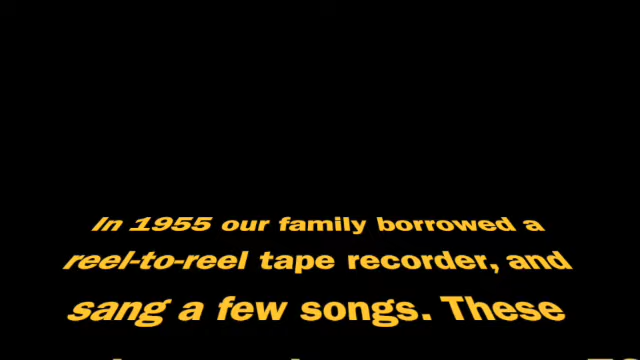 In 1955 our family borrowed a
reel-to-reel tape recorder, and
sang a few songs. These